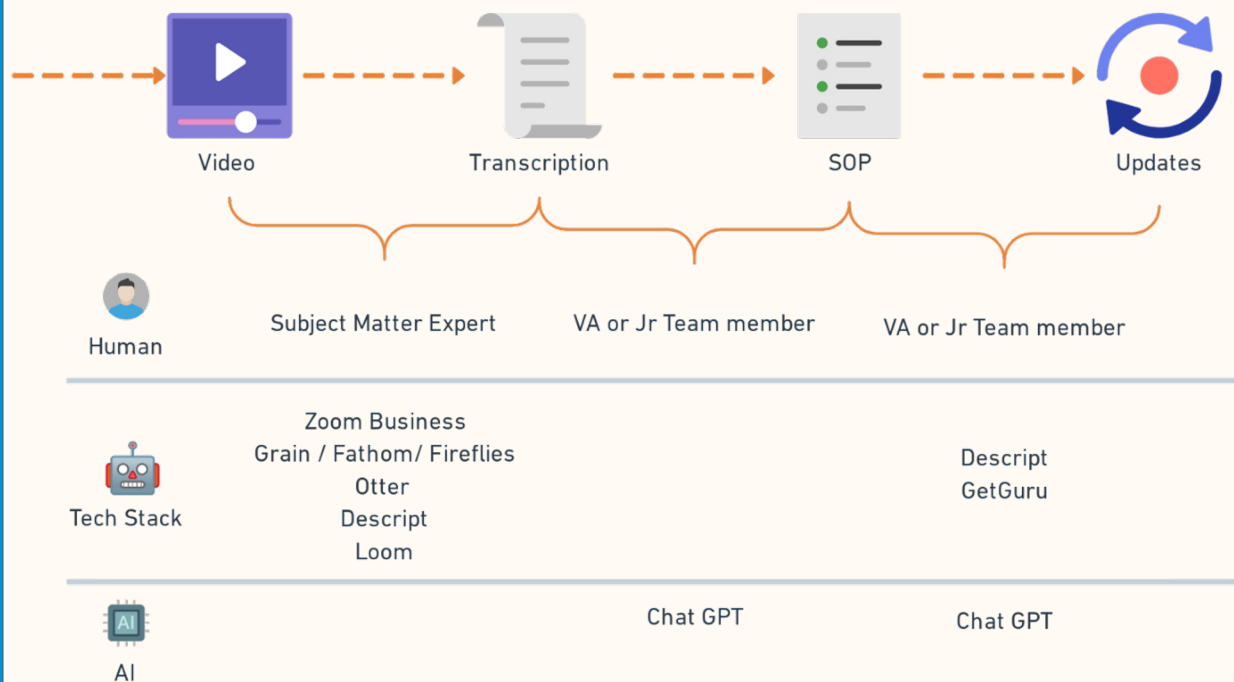 Video
Transcription
SOP
Updates
Human
Subject Matter Expert
VA or Jr Team member
VA or Jr Team member
Tech Stack
Zoom Business
Grain / Fathom/ Fireflies
Otter
Descript
Loom
Descript
GetGuru
AI
AI
Chat GPT
Chat GPT